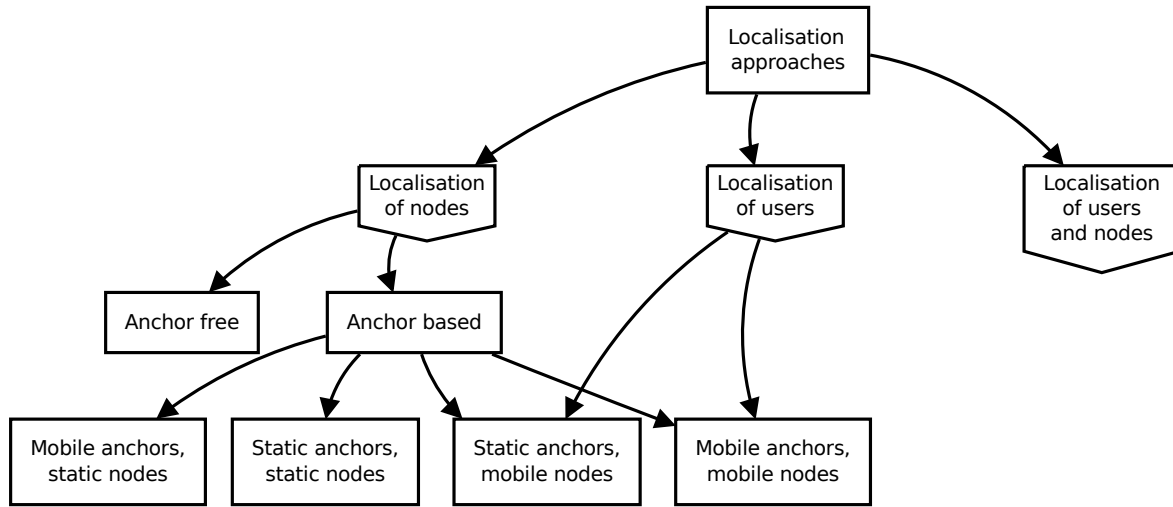 Localisation
approaches
Localisation
of nodes
Localisation
of users
Localisation
of users
and nodes
Anchor free
Anchor based
Mobile anchors,
static nodes
Static anchors,
static nodes
Static anchors,
mobile nodes
Mobile anchors,
mobile nodes